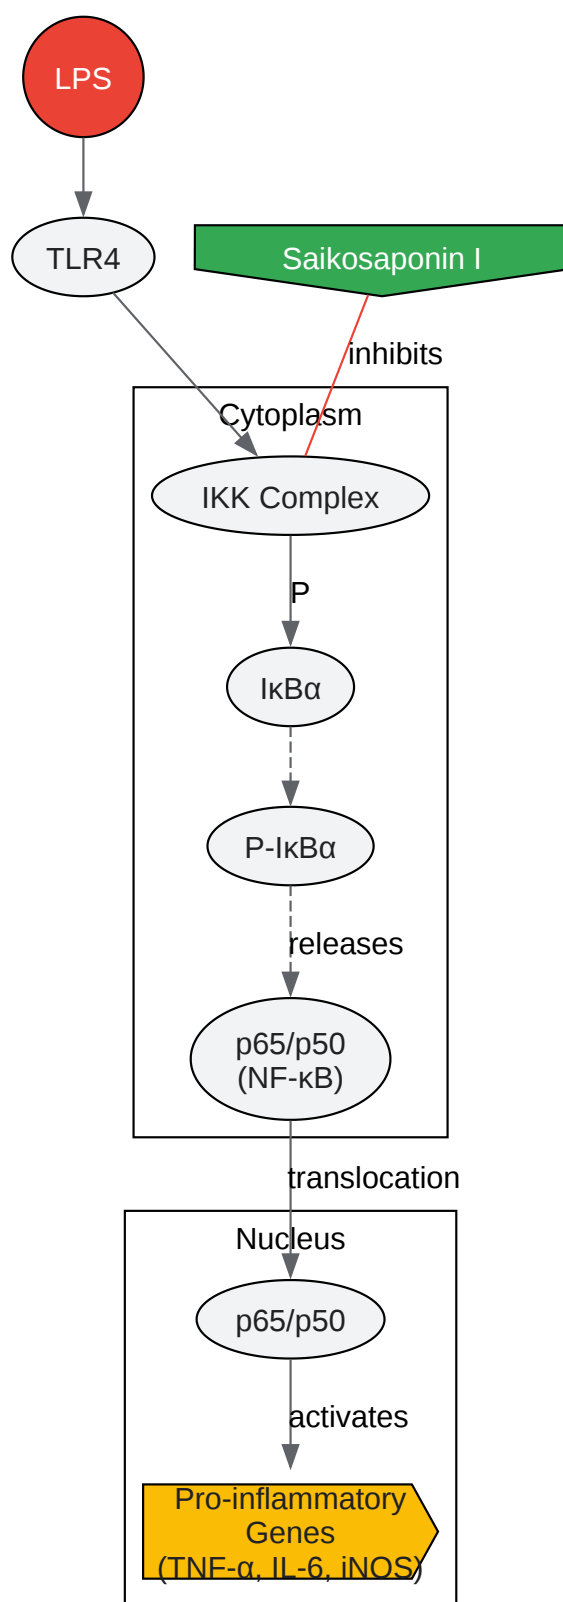 LPS
TLR4
Saikosaponin I
inhibits
Cytoplasm
IKK Complex
P
IκBα
P-IκBα
releases
p65/p50
(NF-κB)
translocation
Nucleus
p65/p50
activates
Pro-inflammatory
Genes
(TNF-α, IL-6, iNOS)